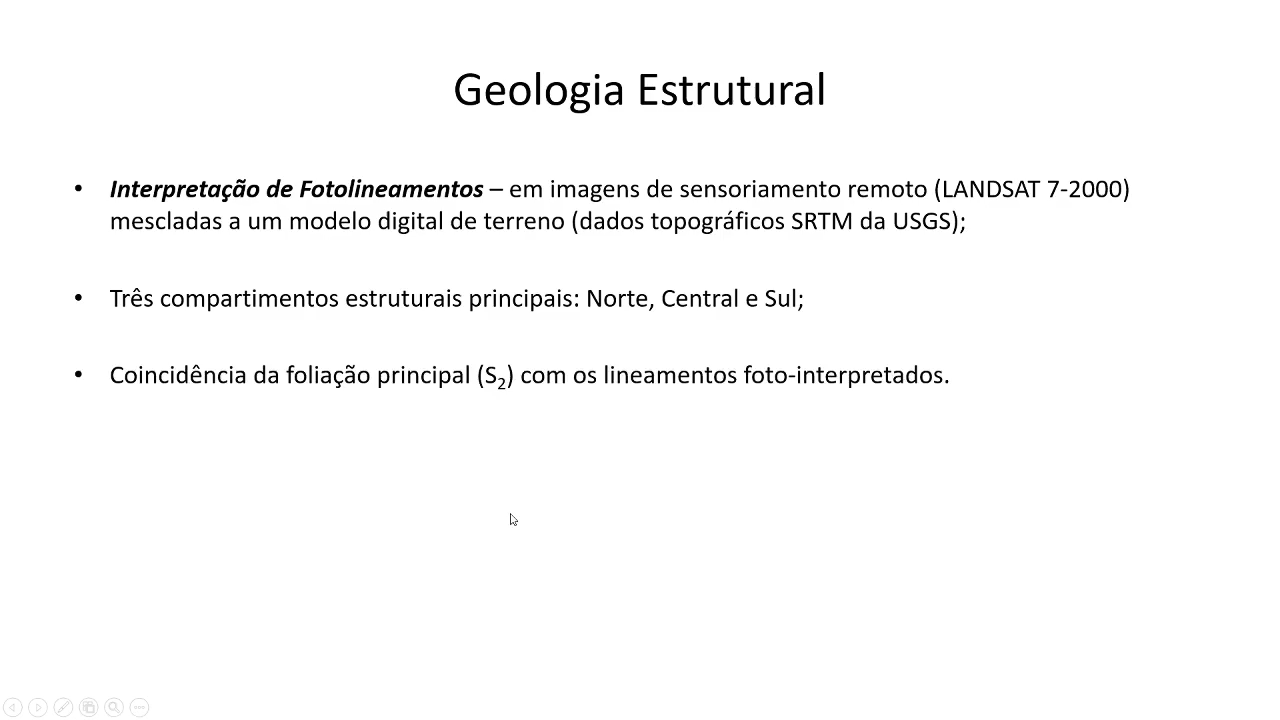 Geologia Estrutural
• Interpretação de Fotolineamentos – em imagens de sensoriamento remoto (LANDSAT 7-2000)
mescladas a um modelo digital de terreno (dados topográficos SRTM da USGS);
• Três compartimentos estruturais principais: Norte, Central e Sul;
• Coincidência da foliação principal (S₂) com os lineamentos foto-interpretados.